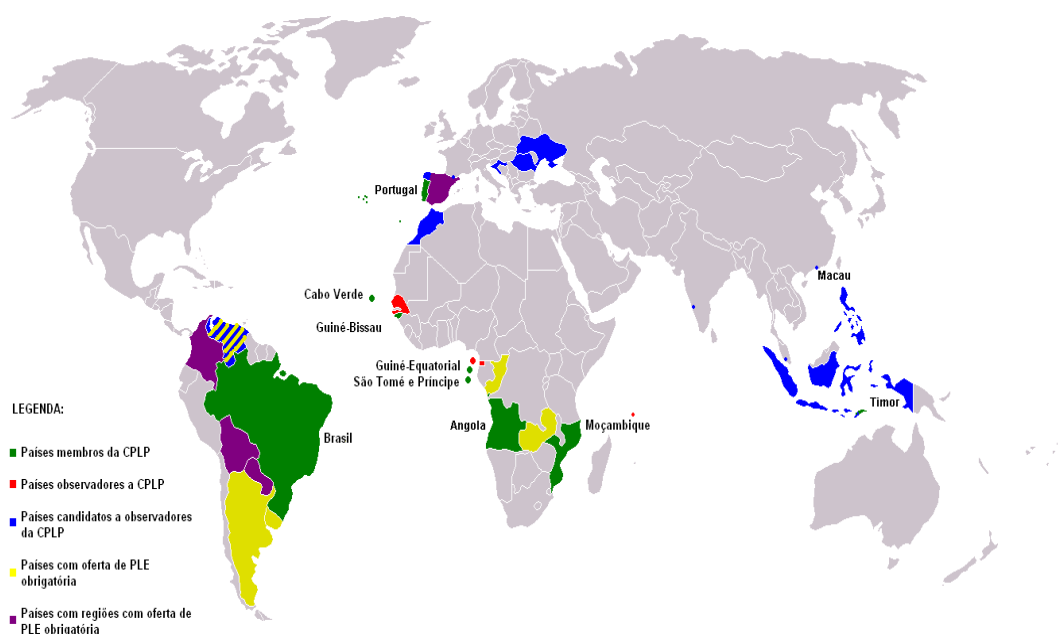 Portugal
Macau
Cabo Verde
Guiné-Bissau
Guiné-Equatorial
São Tomé e Príncipe
Timor
LEGENDA:
Angola
Moçambique
Brasil
Países membros da CPLP
Países observadores a CPLP
Países candidatos a observadores
da CPLP
Países com oferta de PLE
obrigatória
Países com regiões com oferta de
PLE obrigatória